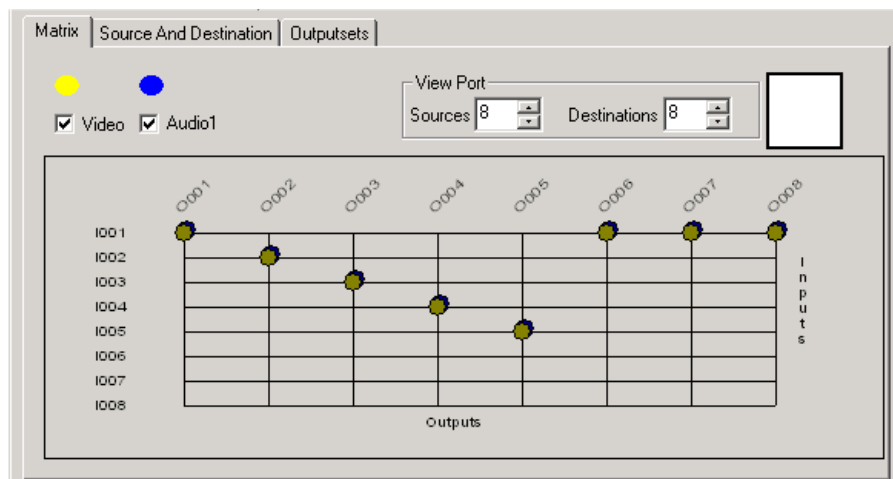 Matrix Source And Destination Outputsets
View Port
Video Audio1
Sources 8 Destinations 8
O001 O002 O003 O004 O005 O006 O007 O008
I001
I002
I003
I004
I005
I006
I007
I008
Inputs
Outputs